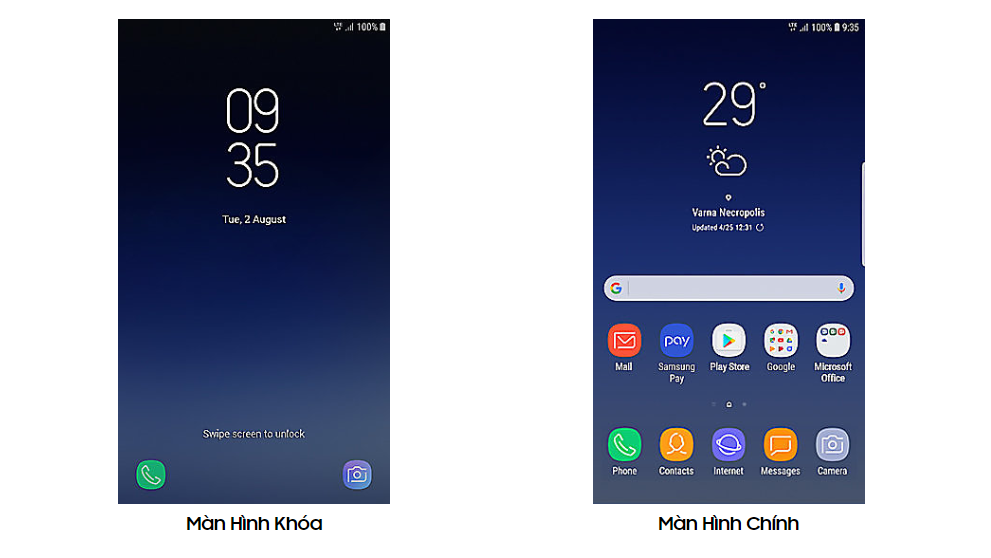 LTE 100%
09
35
Tue, 2 August
Swipe screen to unlock
Màn Hình Khóa
LTE 100% 9:35
29°
Varna Necropolis
Updated 4/25 12:31
G
Mail
pay
Samsung Pay
Play Store
Google
Microsoft Office
Phone
Contacts
Internet
Messages
Camera
Màn Hình Chính